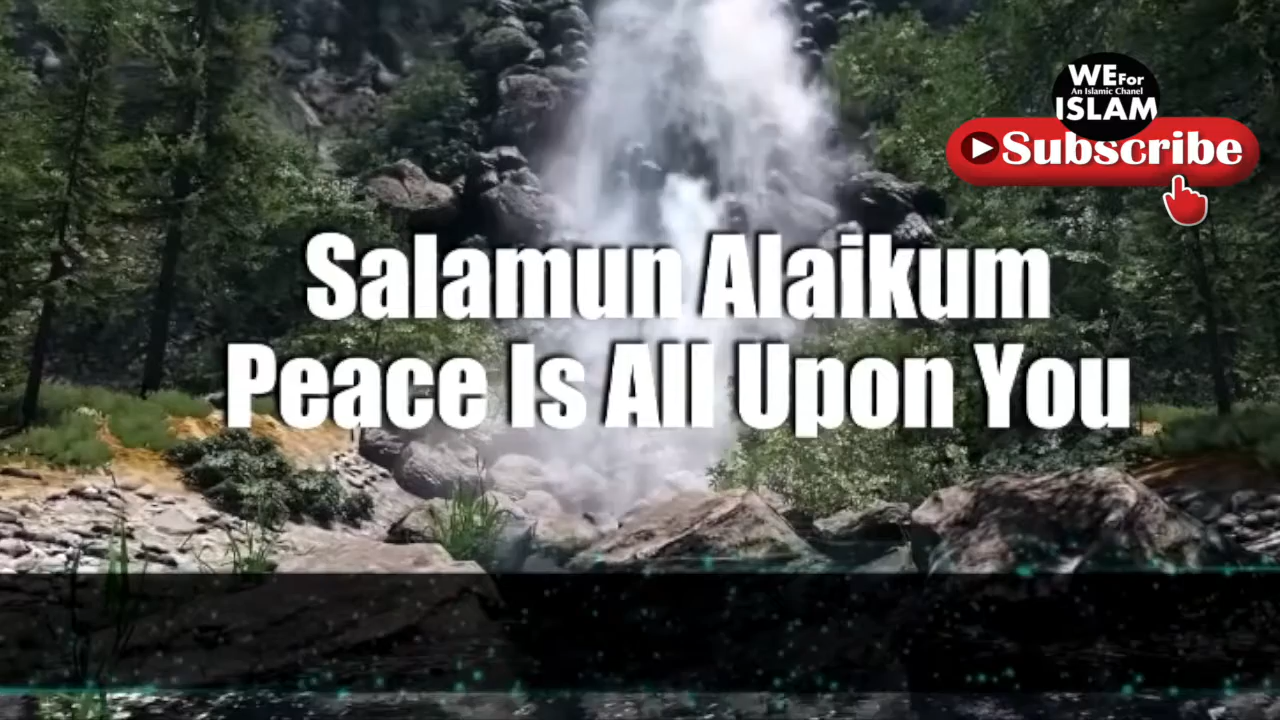 WE For
An Islamic Chanel
ISLAM
Subscribe
Salamun Alaikum
Peace Is All Upon You